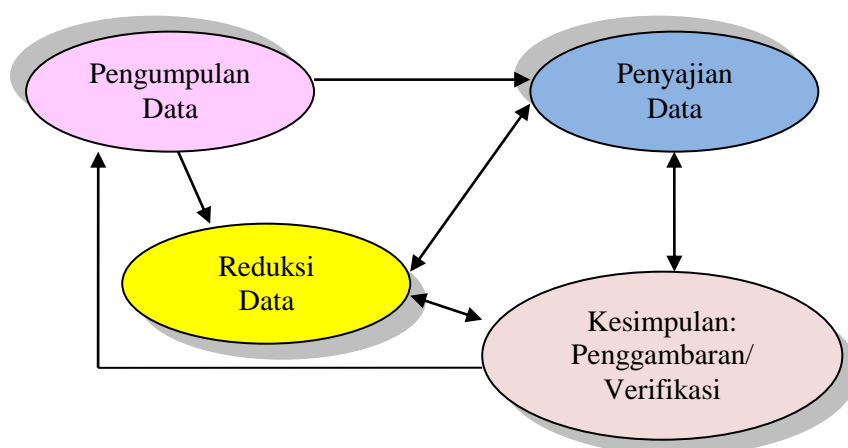 Pengumpulan
Data
Penyajian
Data
Reduksi
Data
Kesimpulan:
Penggambaran/
Verifikasi